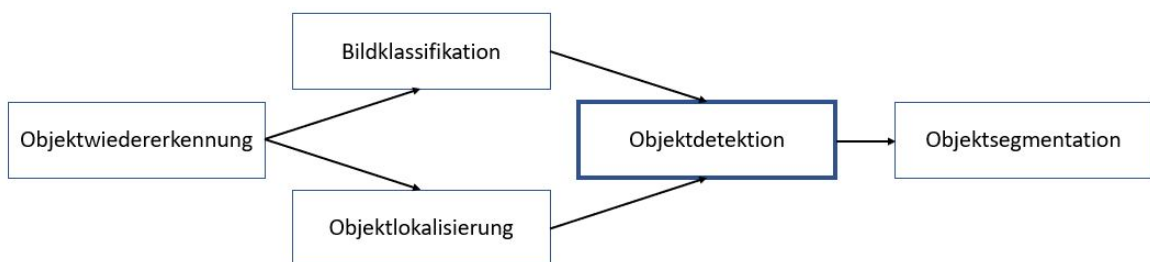 Bildklassifikation
Objektwiedererkennung
Objektdetektion
Objektsegmentation
Objektlokalisierung